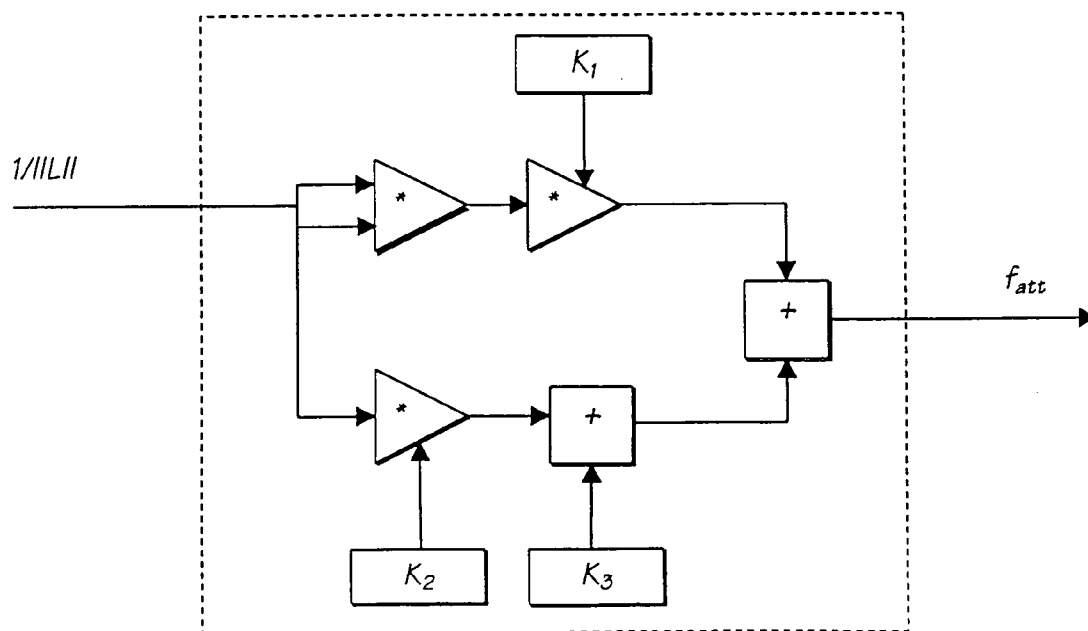 K₁
1/||L||
*
*
f_att
+
*
+
K₂
K₃